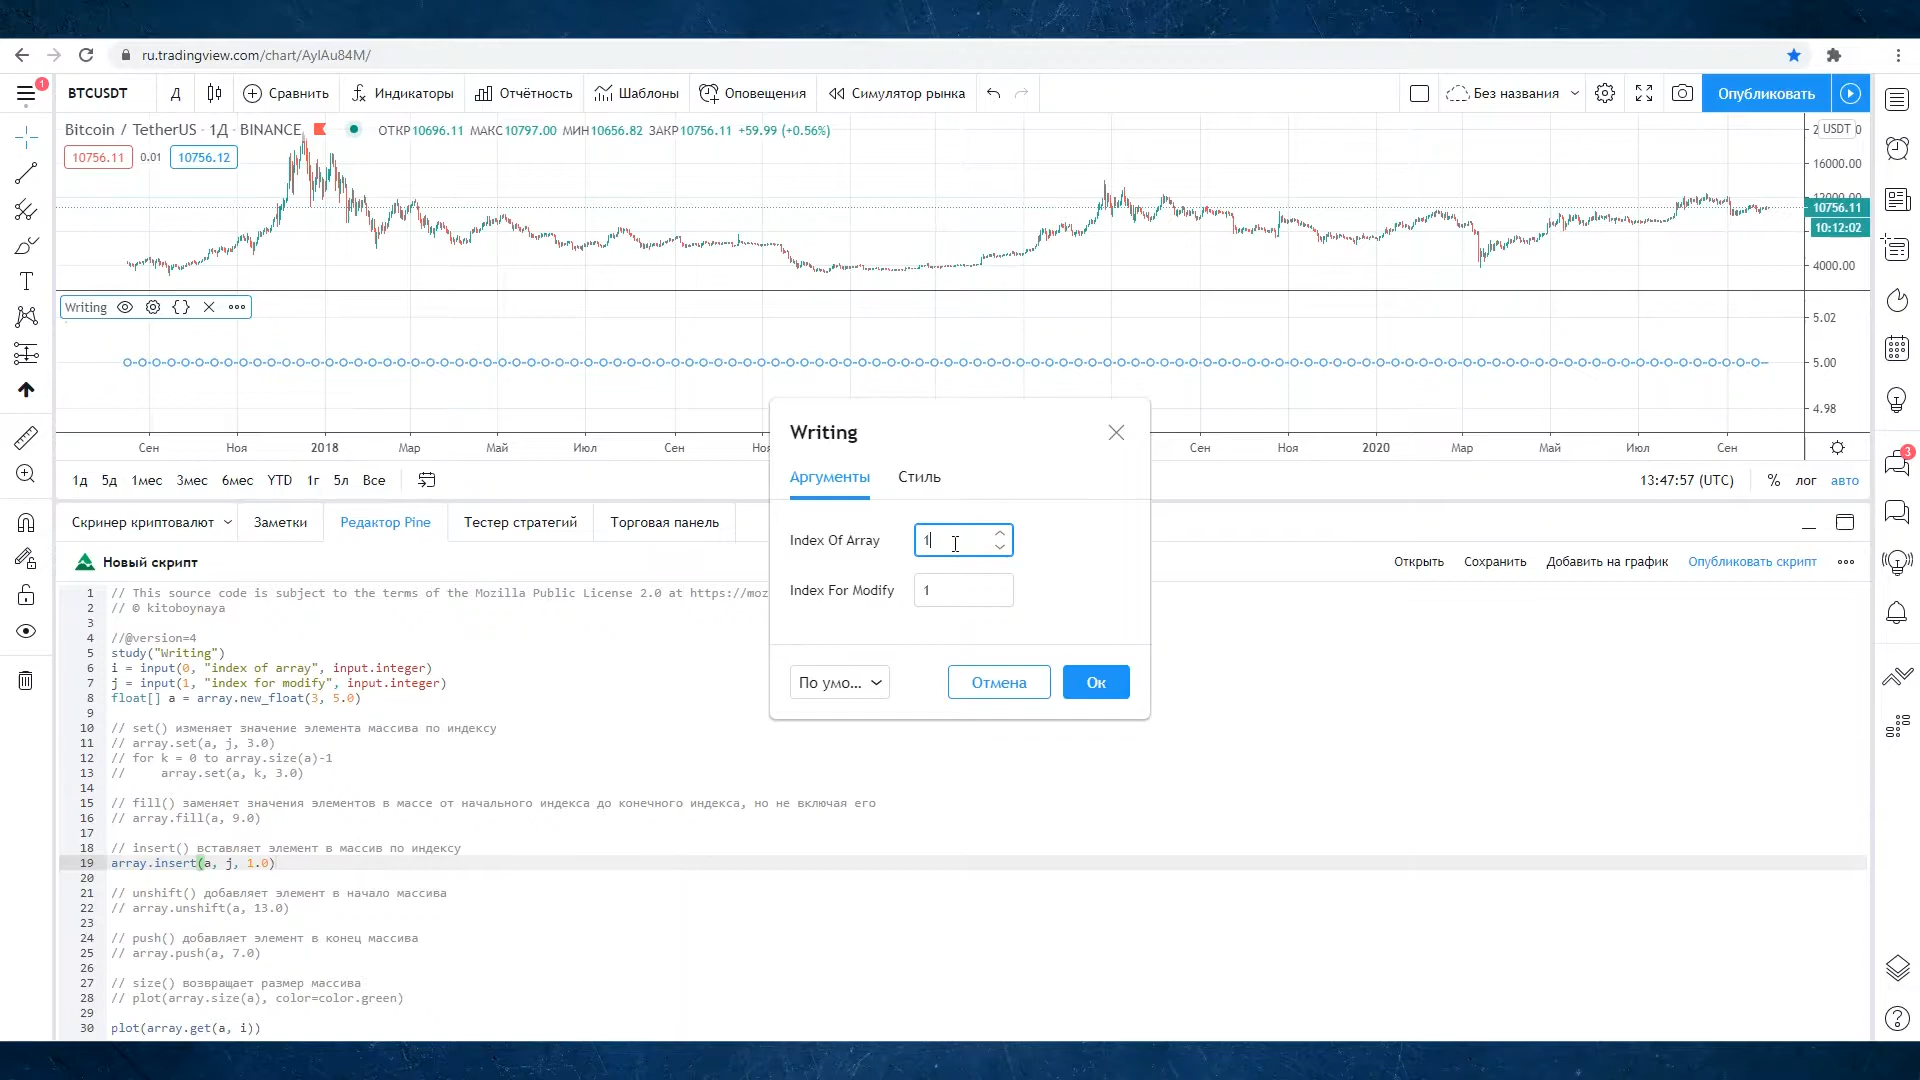 ru.tradingview.com/chart/AylAu84M/
1
BTCUSDT Д Сравнить Индикаторы Отчётность Шаблоны Оповещения Симулятор рынка Без названия Опубликовать
Bitcoin / TetherUS · 1Д · BINANCE ОТКР10696.11 МАКС10797.00 МИН10656.82 ЗАКР10756.11 +59.99 (+0.56%)
USDT
10756.11 0.01 10756.12
16000.00
12000.00
10756.11
10:12:02
4000.00
Writing
5.02
5.00
4.98
Сен Ноя 2018 Мар Май Июл Сен Ноя Сен Ноя 2020 Мар Май Июл Сен
1д 5д 1мес 3мес 6мес YTD 1г 5л Все 13:47:57 (UTC) % лог авто
3
Скринер криптовалют Заметки Редактор Pine Тестер стратегий Торговая панель
Новый скрипт Открыть Сохранить Добавить на график Опубликовать скрипт
1 // This source code is subject to the terms of the Mozilla Public License 2.0 at https://moz
2 // © kitoboynaya
3
4 //@version=4
5 study("Writing")
6 i = input(0, "index of array", input.integer)
7 j = input(1, "index for modify", input.integer)
8 float[] a = array.new_float(3, 5.0)
9
10 // set() изменяет значение элемента массива по индексу
11 // array.set(a, j, 3.0)
12 // for k = 0 to array.size(a)-1
13 //     array.set(a, k, 3.0)
14
15 // fill() заменяет значения элементов в массе от начального индекса до конечного индекса, но не включая его
16 // array.fill(a, 9.0)
17
18 // insert() вставляет элемент в массив по индексу
19 array.insert(a, j, 1.0)
20
21 // unshift() добавляет элемент в начало массива
22 // array.unshift(a, 13.0)
23
24 // push() добавляет элемент в конец массива
25 // array.push(a, 7.0)
26
27 // size() возвращает размер массива
28 // plot(array.size(a), color=color.green)
29
30 plot(array.get(a, i))
Writing
Аргументы Стиль
Index Of Array 1
Index For Modify 1
По умо... Отмена Ок